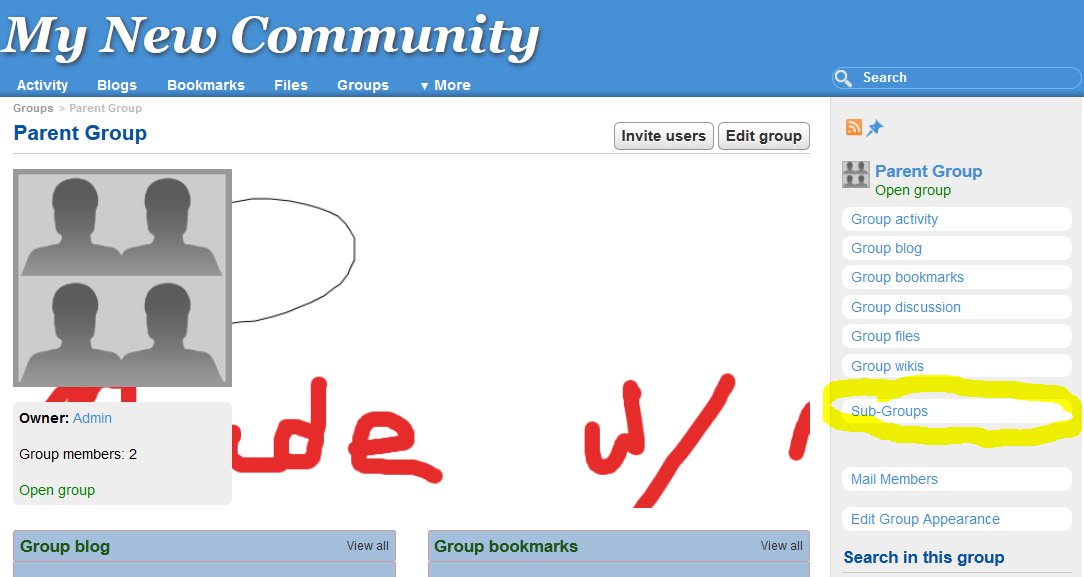 My New Community
Activity Blogs Bookmarks Files Groups ▼ More
Search
Groups > Parent Group
Parent Group
Invite users Edit group
Owner: Admin
Group members: 2
Open group
ade w/
Group blog View all
Group bookmarks View all
Parent Group
Open group
Group activity
Group blog
Group bookmarks
Group discussion
Group files
Group wikis
Sub-Groups
Mail Members
Edit Group Appearance
Search in this group